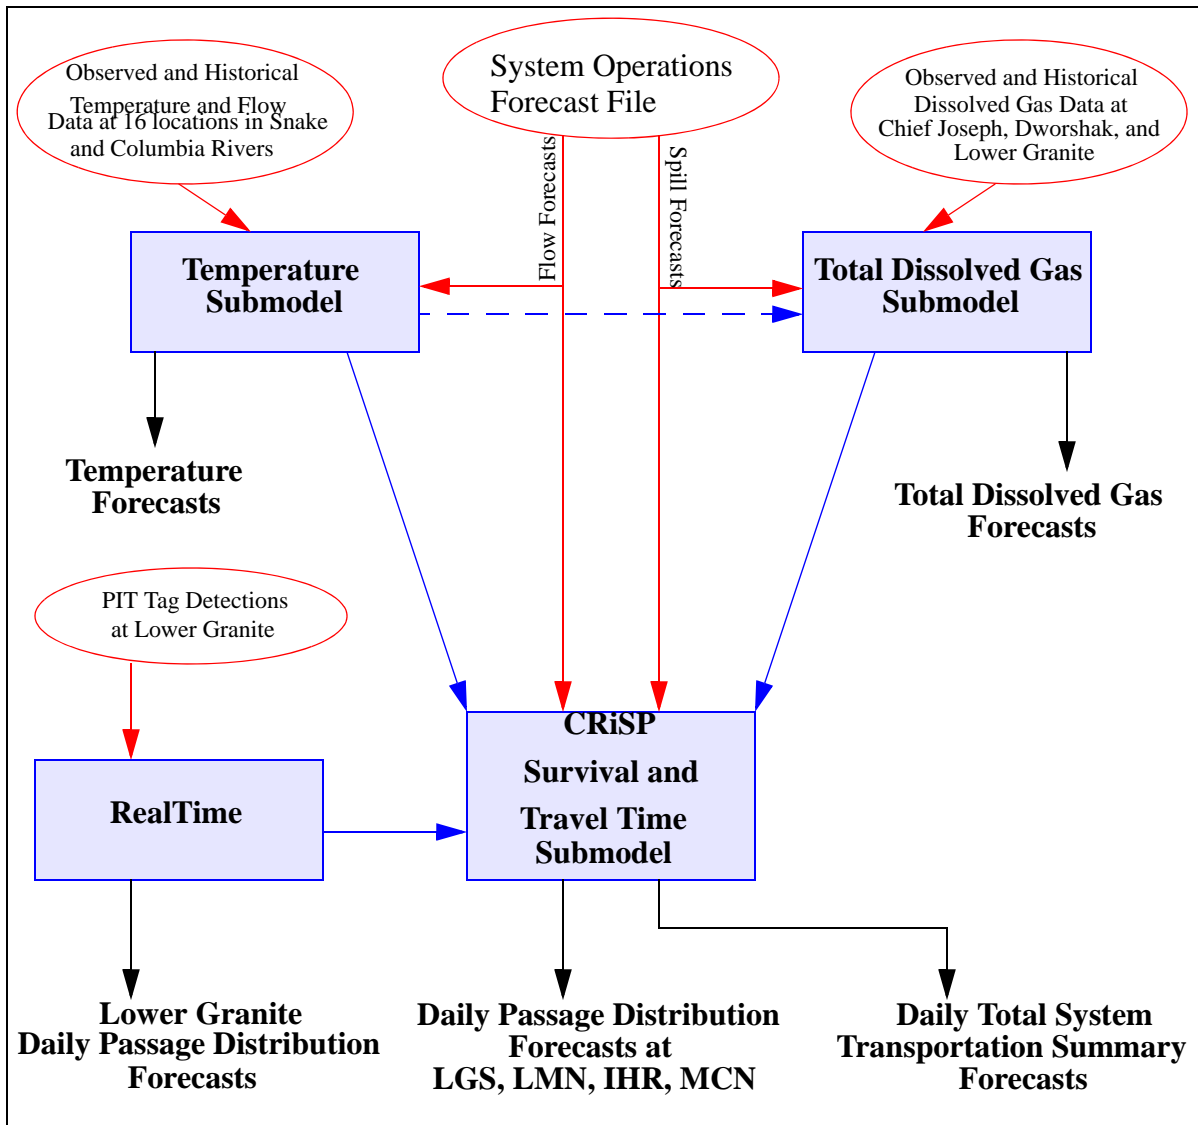 Observed and Historical
Temperature and Flow
Data at 16 locations in Snake
and Columbia Rivers
System Operations
Forecast File
Observed and Historical
Dissolved Gas Data at
Chief Joseph, Dworshak, and
Lower Granite
Flow Forecasts
Spill Forecasts
Temperature
Submodel
Total Dissolved Gas
Submodel
Temperature
Forecasts
Total Dissolved Gas
Forecasts
PIT Tag Detections
at Lower Granite
RealTime
CRiSP
Survival and
Travel Time
Submodel
Lower Granite
Daily Passage Distribution
Forecasts
Daily Passage Distribution
Forecasts at
LGS, LMN, IHR, MCN
Daily Total System
Transportation Summary
Forecasts